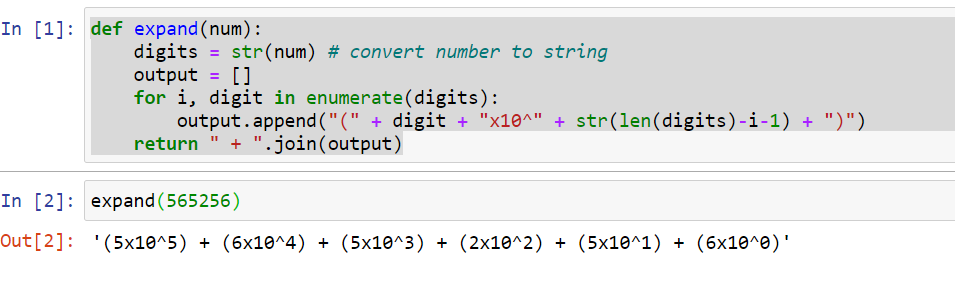 In [1]: def expand(num):
    digits = str(num) # convert number to string
    output = []
    for i, digit in enumerate(digits):
        output.append("(" + digit + "x10^" + str(len(digits)-i-1) + ")")
    return " + ".join(output)
In [2]: expand(565256)
Out[2]: '(5x10^5) + (6x10^4) + (5x10^3) + (2x10^2) + (5x10^1) + (6x10^0)'